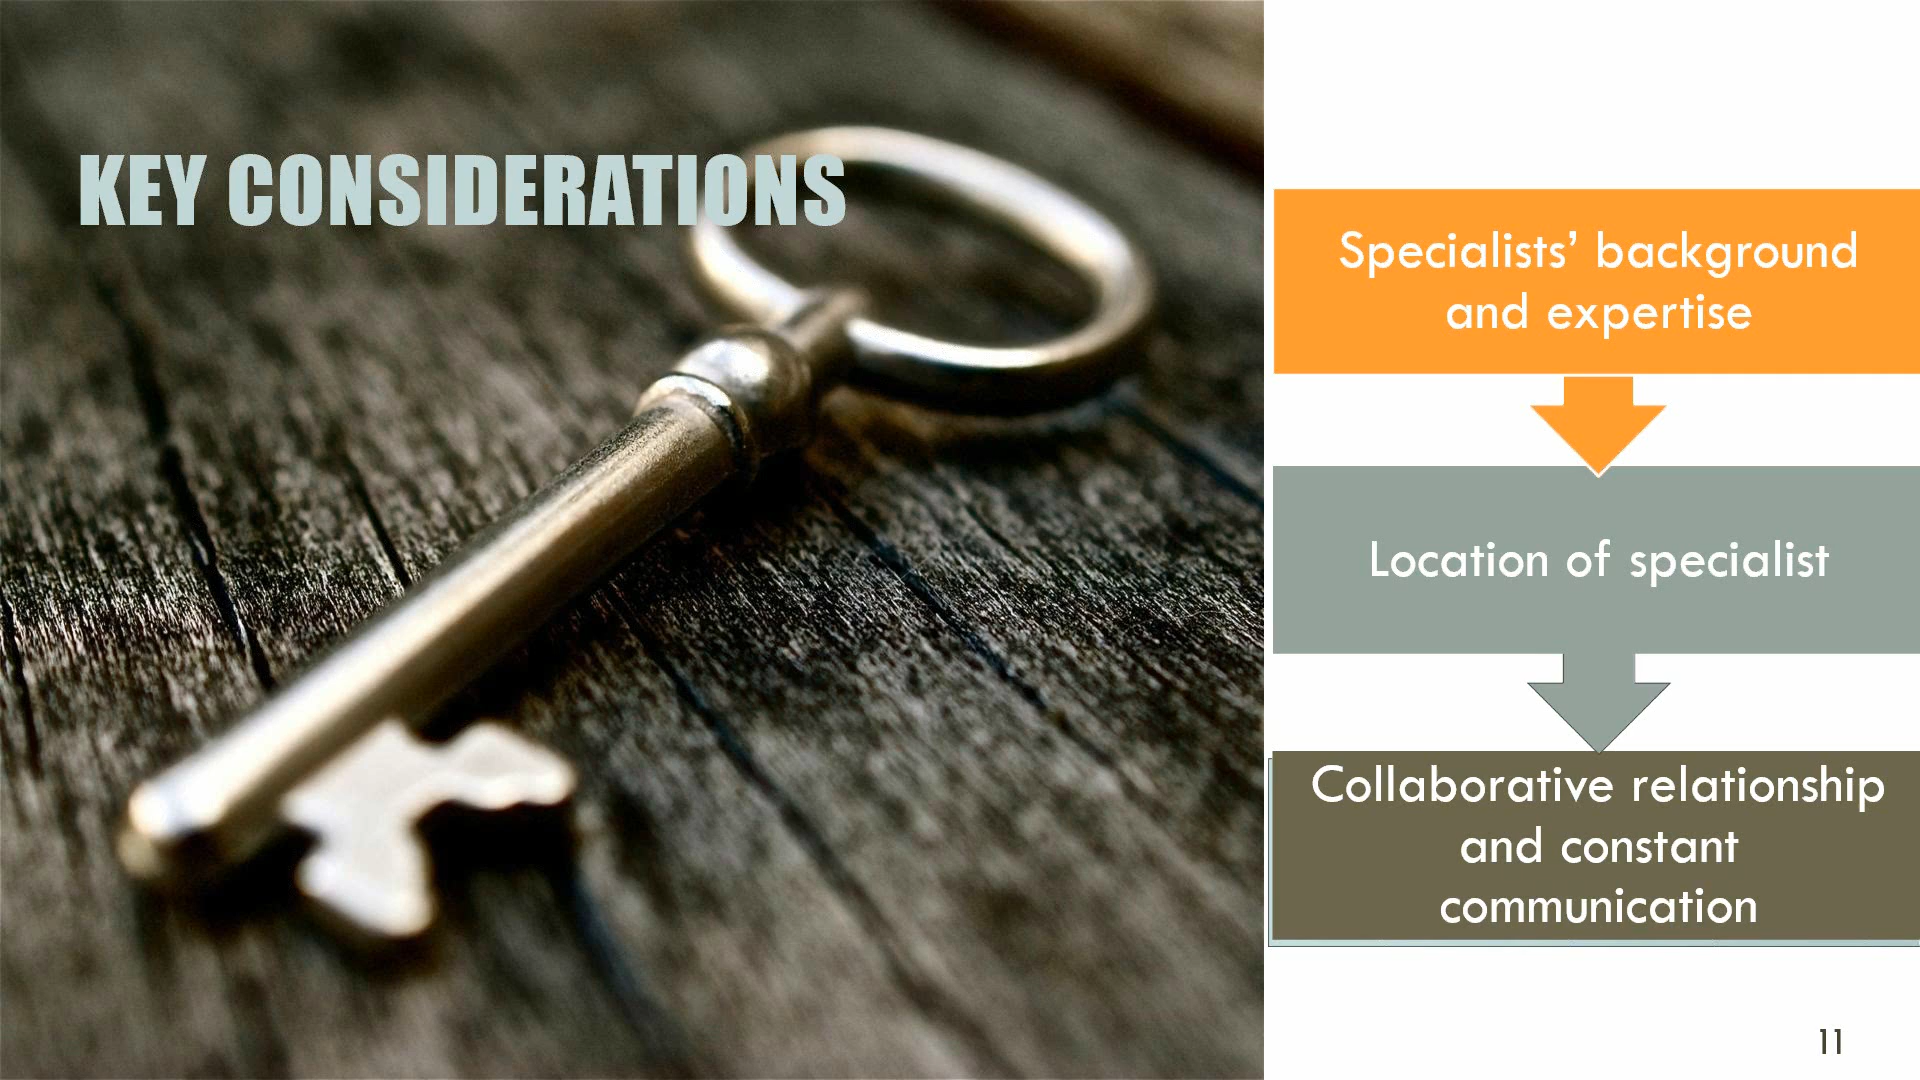 KEY CONSIDERATIONS
Specialists’ background
and expertise
Location of specialist
Collaborative relationship
and constant
communication
11